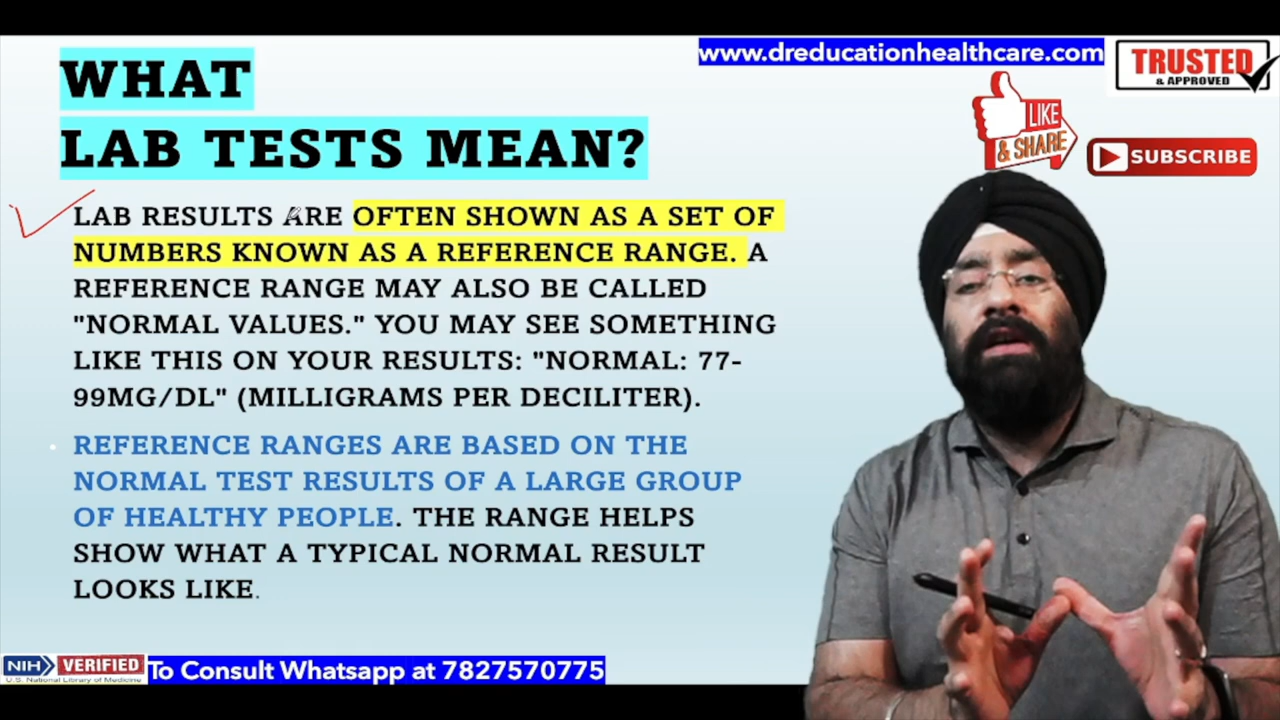 www.dreducationhealthcare.com
TRUSTED
& APPROVED
WHAT
LAB TESTS MEAN?
LIKE
& SHARE
SUBSCRIBE
LAB RESULTS ARE OFTEN SHOWN AS A SET OF
NUMBERS KNOWN AS A REFERENCE RANGE. A
REFERENCE RANGE MAY ALSO BE CALLED
"NORMAL VALUES." YOU MAY SEE SOMETHING
LIKE THIS ON YOUR RESULTS: "NORMAL: 77-
99MG/DL" (MILLIGRAMS PER DECILITER).
REFERENCE RANGES ARE BASED ON THE
NORMAL TEST RESULTS OF A LARGE GROUP
OF HEALTHY PEOPLE. THE RANGE HELPS
SHOW WHAT A TYPICAL NORMAL RESULT
LOOKS LIKE.
NIH VERIFIED
U.S. National Library of Medicine
To Consult Whatsapp at 7827570775